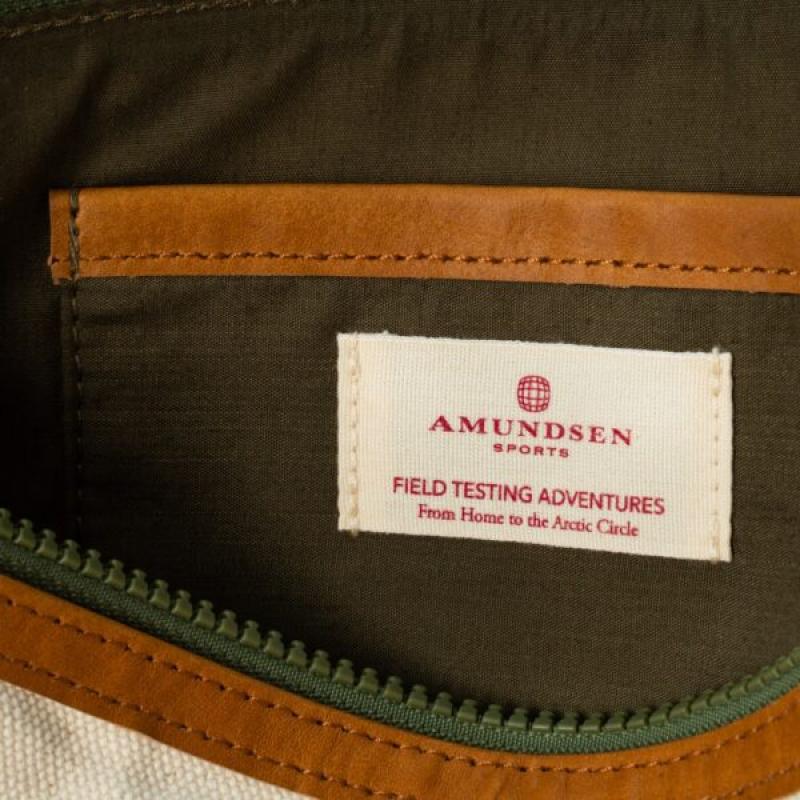 AMUNDSEN
SPORTS
FIELD TESTING ADVENTURES
From Home to the Arctic Circle